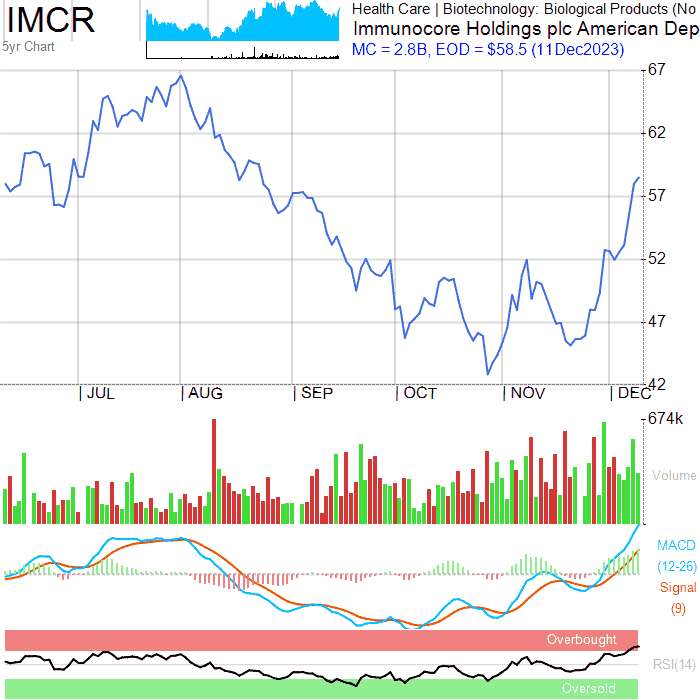 IMCR
5yr Chart
Health Care | Biotechnology: Biological Products (No
Immunocore Holdings plc American Dep
MC = 2.8B, EOD = $58.5 (11Dec2023)
67
62
57
52
47
42
JUL AUG SEP OCT NOV DEC
674k
Volume
MACD
(12-26)
Signal
(9)
Overbought
RSI(14)
Oversold